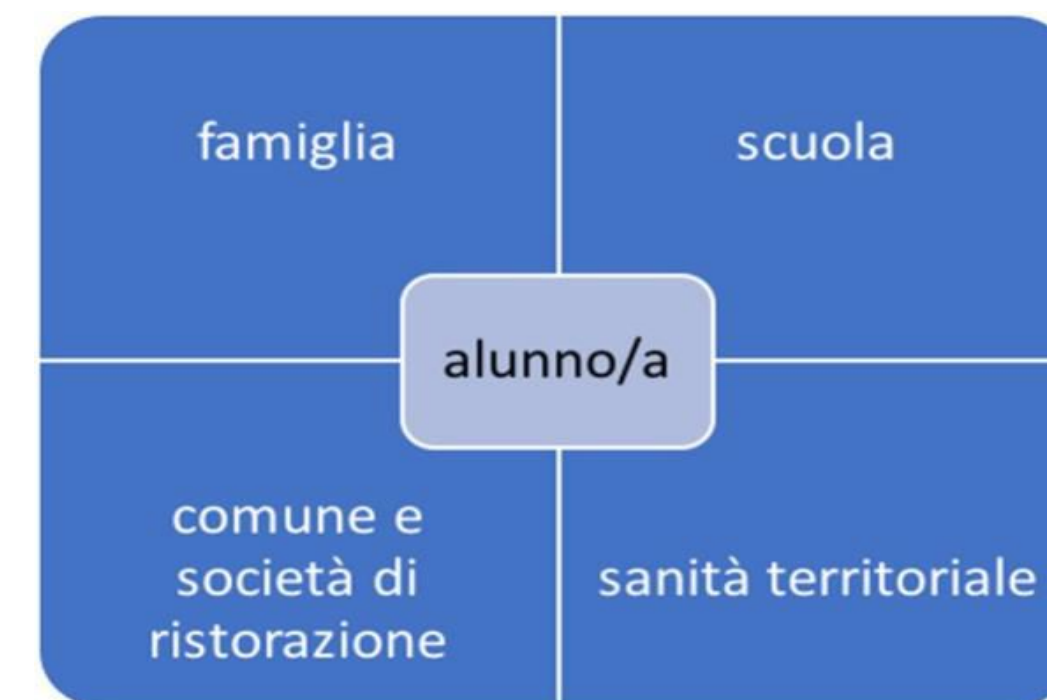 famiglia
scuola
alunno/a
comune e
società di
ristorazione
sanità territoriale